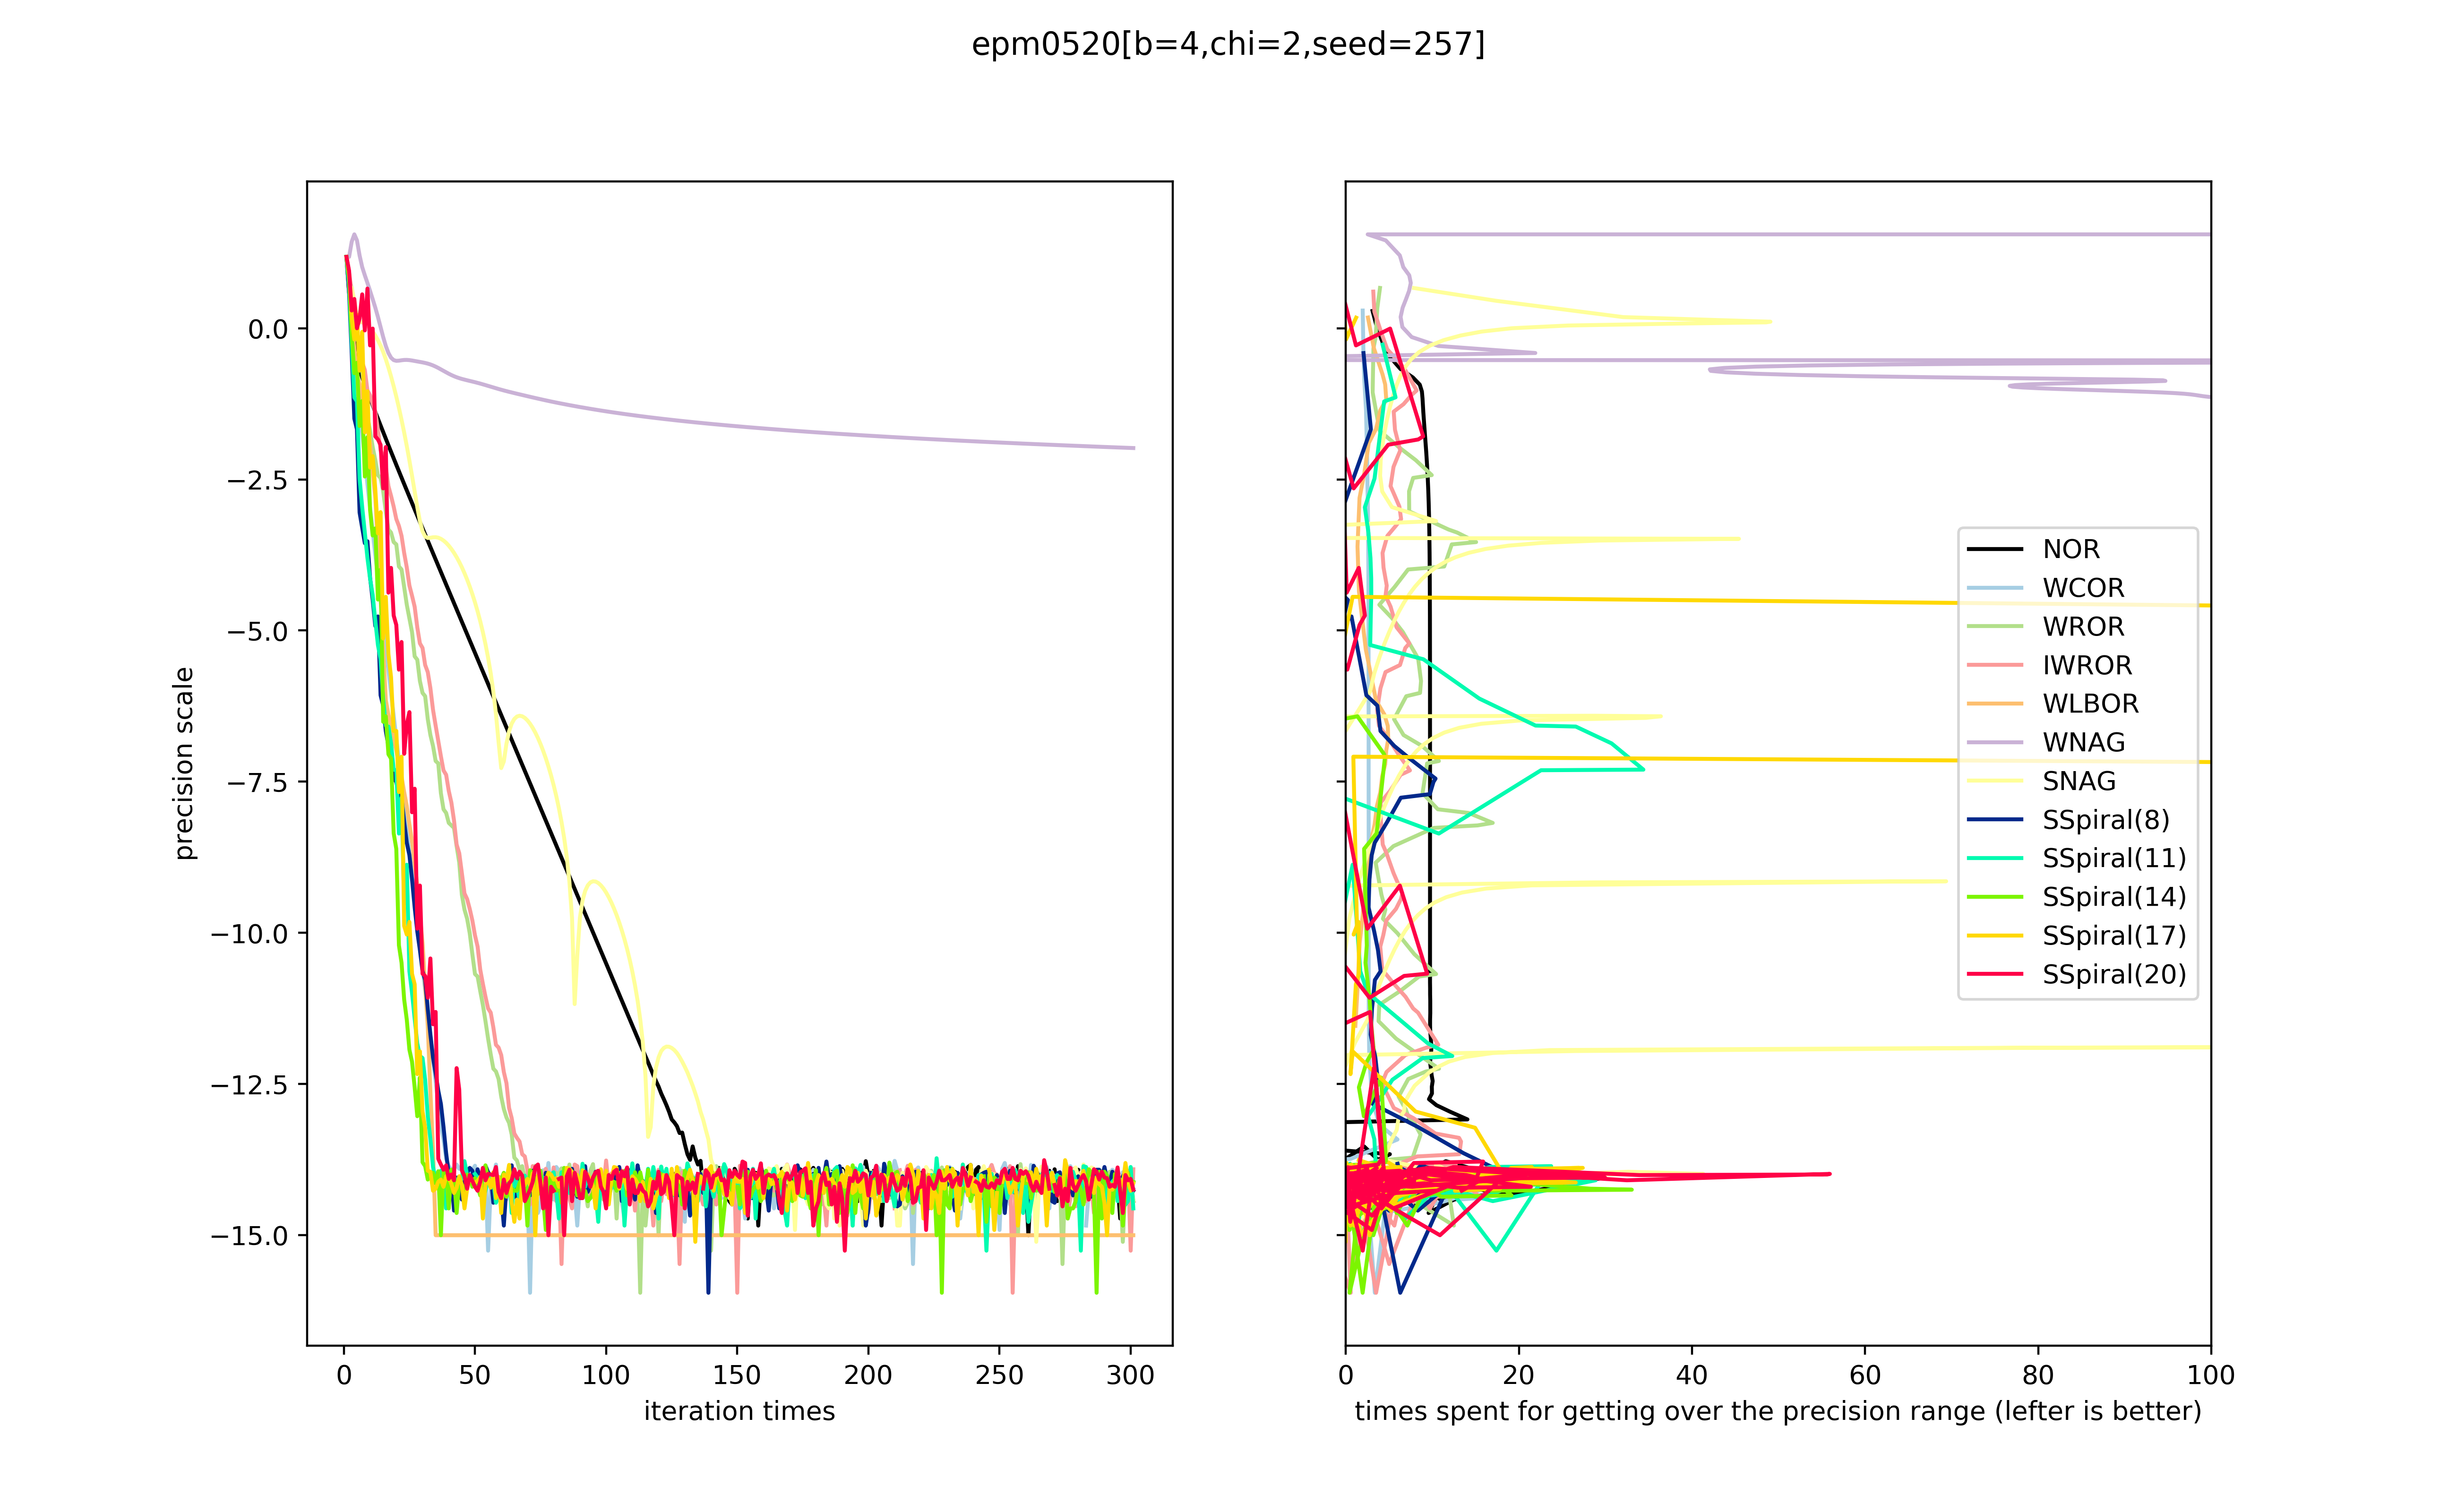 epm0520[b=4,chi=2,seed=257]
precision scale
0.0
−2.5
−5.0
−7.5
−10.0
−12.5
−15.0
0 50 100 150 200 250 300
iteration times
NOR
WCOR
WROR
IWROR
WLBOR
WNAG
SNAG
SSpiral(8)
SSpiral(11)
SSpiral(14)
SSpiral(17)
SSpiral(20)
0 20 40 60 80 100
times spent for getting over the precision range (lefter is better)